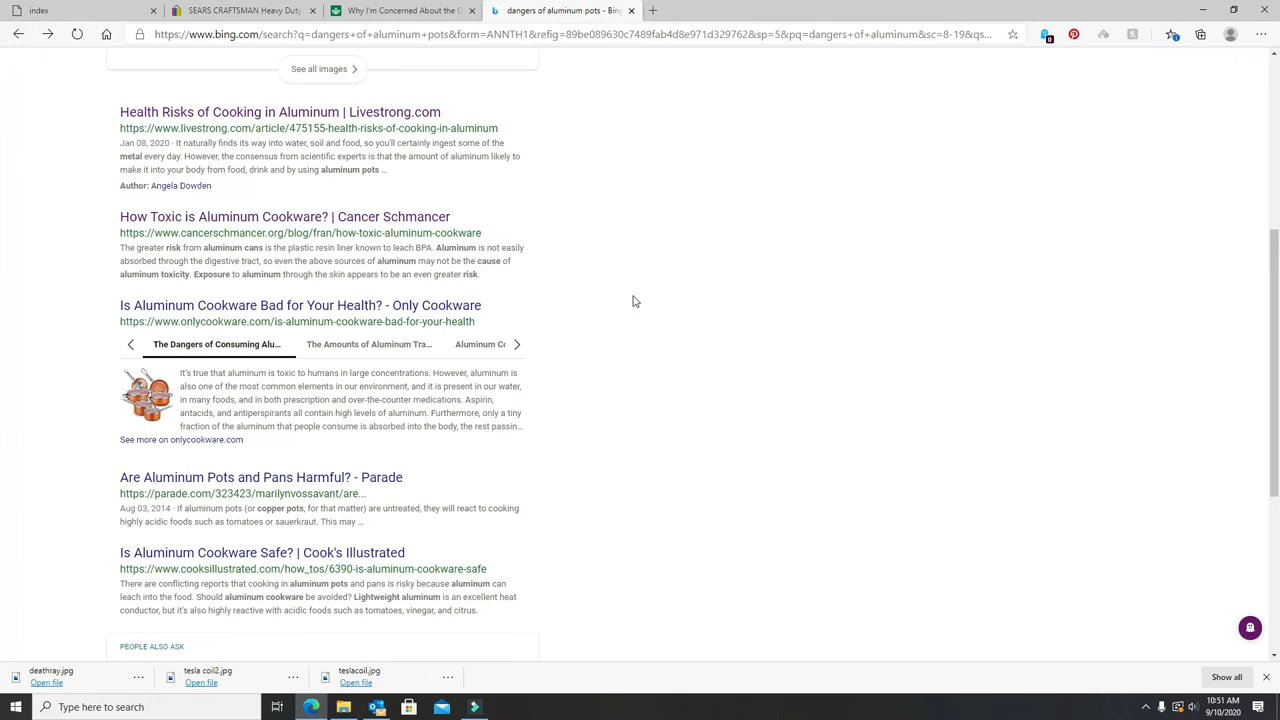 index
SEARS CRAFTSMAN Heavy Duty
Why I'm Concerned About the D
dangers of aluminum pots - Bing
https://www.bing.com/search?q=dangers+of+aluminum+pots&form=ANNTH1&refig=89be089630c7489fab4d8e971d329762&sp=5&pq=dangers+of+aluminum&sc=8-19&qs...
See all images
Health Risks of Cooking in Aluminum | Livestrong.com
https://www.livestrong.com/article/475155-health-risks-of-cooking-in-aluminum
Jan 08, 2020 · It naturally finds its way into water, soil and food, so you'll certainly ingest some of the
metal every day. However, the consensus from scientific experts is that the amount of aluminum likely to
make it into your body from food, drink and by using aluminum pots ...
Author: Angela Dowden
How Toxic is Aluminum Cookware? | Cancer Schmancer
https://www.cancerschmancer.org/blog/fran/how-toxic-aluminum-cookware
The greater risk from aluminum cans is the plastic resin liner known to leach BPA. Aluminum is not easily
absorbed through the digestive tract, so even the above sources of aluminum may not be the cause of
aluminum toxicity. Exposure to aluminum through the skin appears to be an even greater risk.
Is Aluminum Cookware Bad for Your Health? - Only Cookware
https://www.onlycookware.com/is-aluminum-cookware-bad-for-your-health
The Dangers of Consuming Alu... The Amounts of Aluminum Tra... Aluminum Co
It's true that aluminum is toxic to humans in large concentrations. However, aluminum is
also one of the most common elements in our environment, and it is present in our water,
in many foods, and in both prescription and over-the-counter medications. Aspirin,
antacids, and antiperspirants all contain high levels of aluminum. Furthermore, only a tiny
fraction of the aluminum that people consume is absorbed into the body, the rest passin...
See more on onlycookware.com
Are Aluminum Pots and Pans Harmful? - Parade
https://parade.com/323423/marilynvossavant/are...
Aug 03, 2014 · If aluminum pots (or copper pots, for that matter) are untreated, they will react to cooking
highly acidic foods such as tomatoes or sauerkraut. This may ...
Is Aluminum Cookware Safe? | Cook's Illustrated
https://www.cooksillustrated.com/how_tos/6390-is-aluminum-cookware-safe
There are conflicting reports that cooking in aluminum pots and pans is risky because aluminum can
leach into the food. Should aluminum cookware be avoided? Lightweight aluminum is an excellent heat
conductor, but it's also highly reactive with acidic foods such as tomatoes, vinegar, and citrus.
PEOPLE ALSO ASK
deathray.jpg
Open file
tesla coil2.jpg
Open file
teslacoil.jpg
Open file
Show all
Type here to search
10:51 AM
9/10/2020